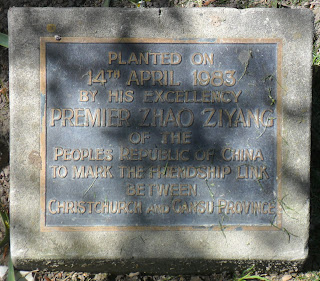 PLANTED ON
14TH APRIL 1983
BY HIS EXCELLENCY
PREMIER ZHAO ZIYANG
OF THE
PEOPLES REPUBLIC OF CHINA
TO MARK THE FRIENDSHIP LINK
BETWEEN
CHRISTCHURCH AND GANSU PROVINCE